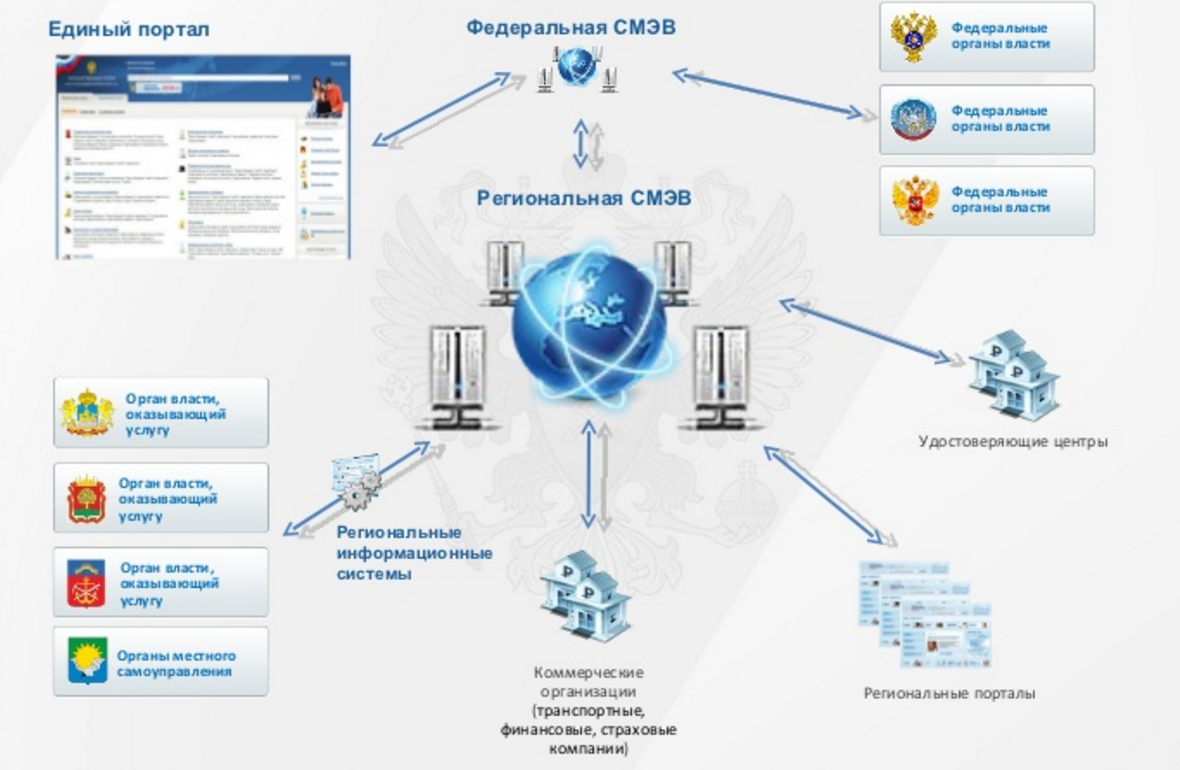 Единый портал
Федеральная СМЭВ
Федеральные
органы власти
Федеральные
органы власти
Федеральные
органы власти
Региональная СМЭВ
Удостоверяющие центры
Орган власти,
оказывающий
услугу
Орган власти,
оказывающий
услугу
Орган власти,
оказывающий
услугу
Органы местного
самоуправления
Региональные
информационные
системы
Коммерческие
организации
(транспортные,
финансовые, страховые
компании)
Региональные порталы